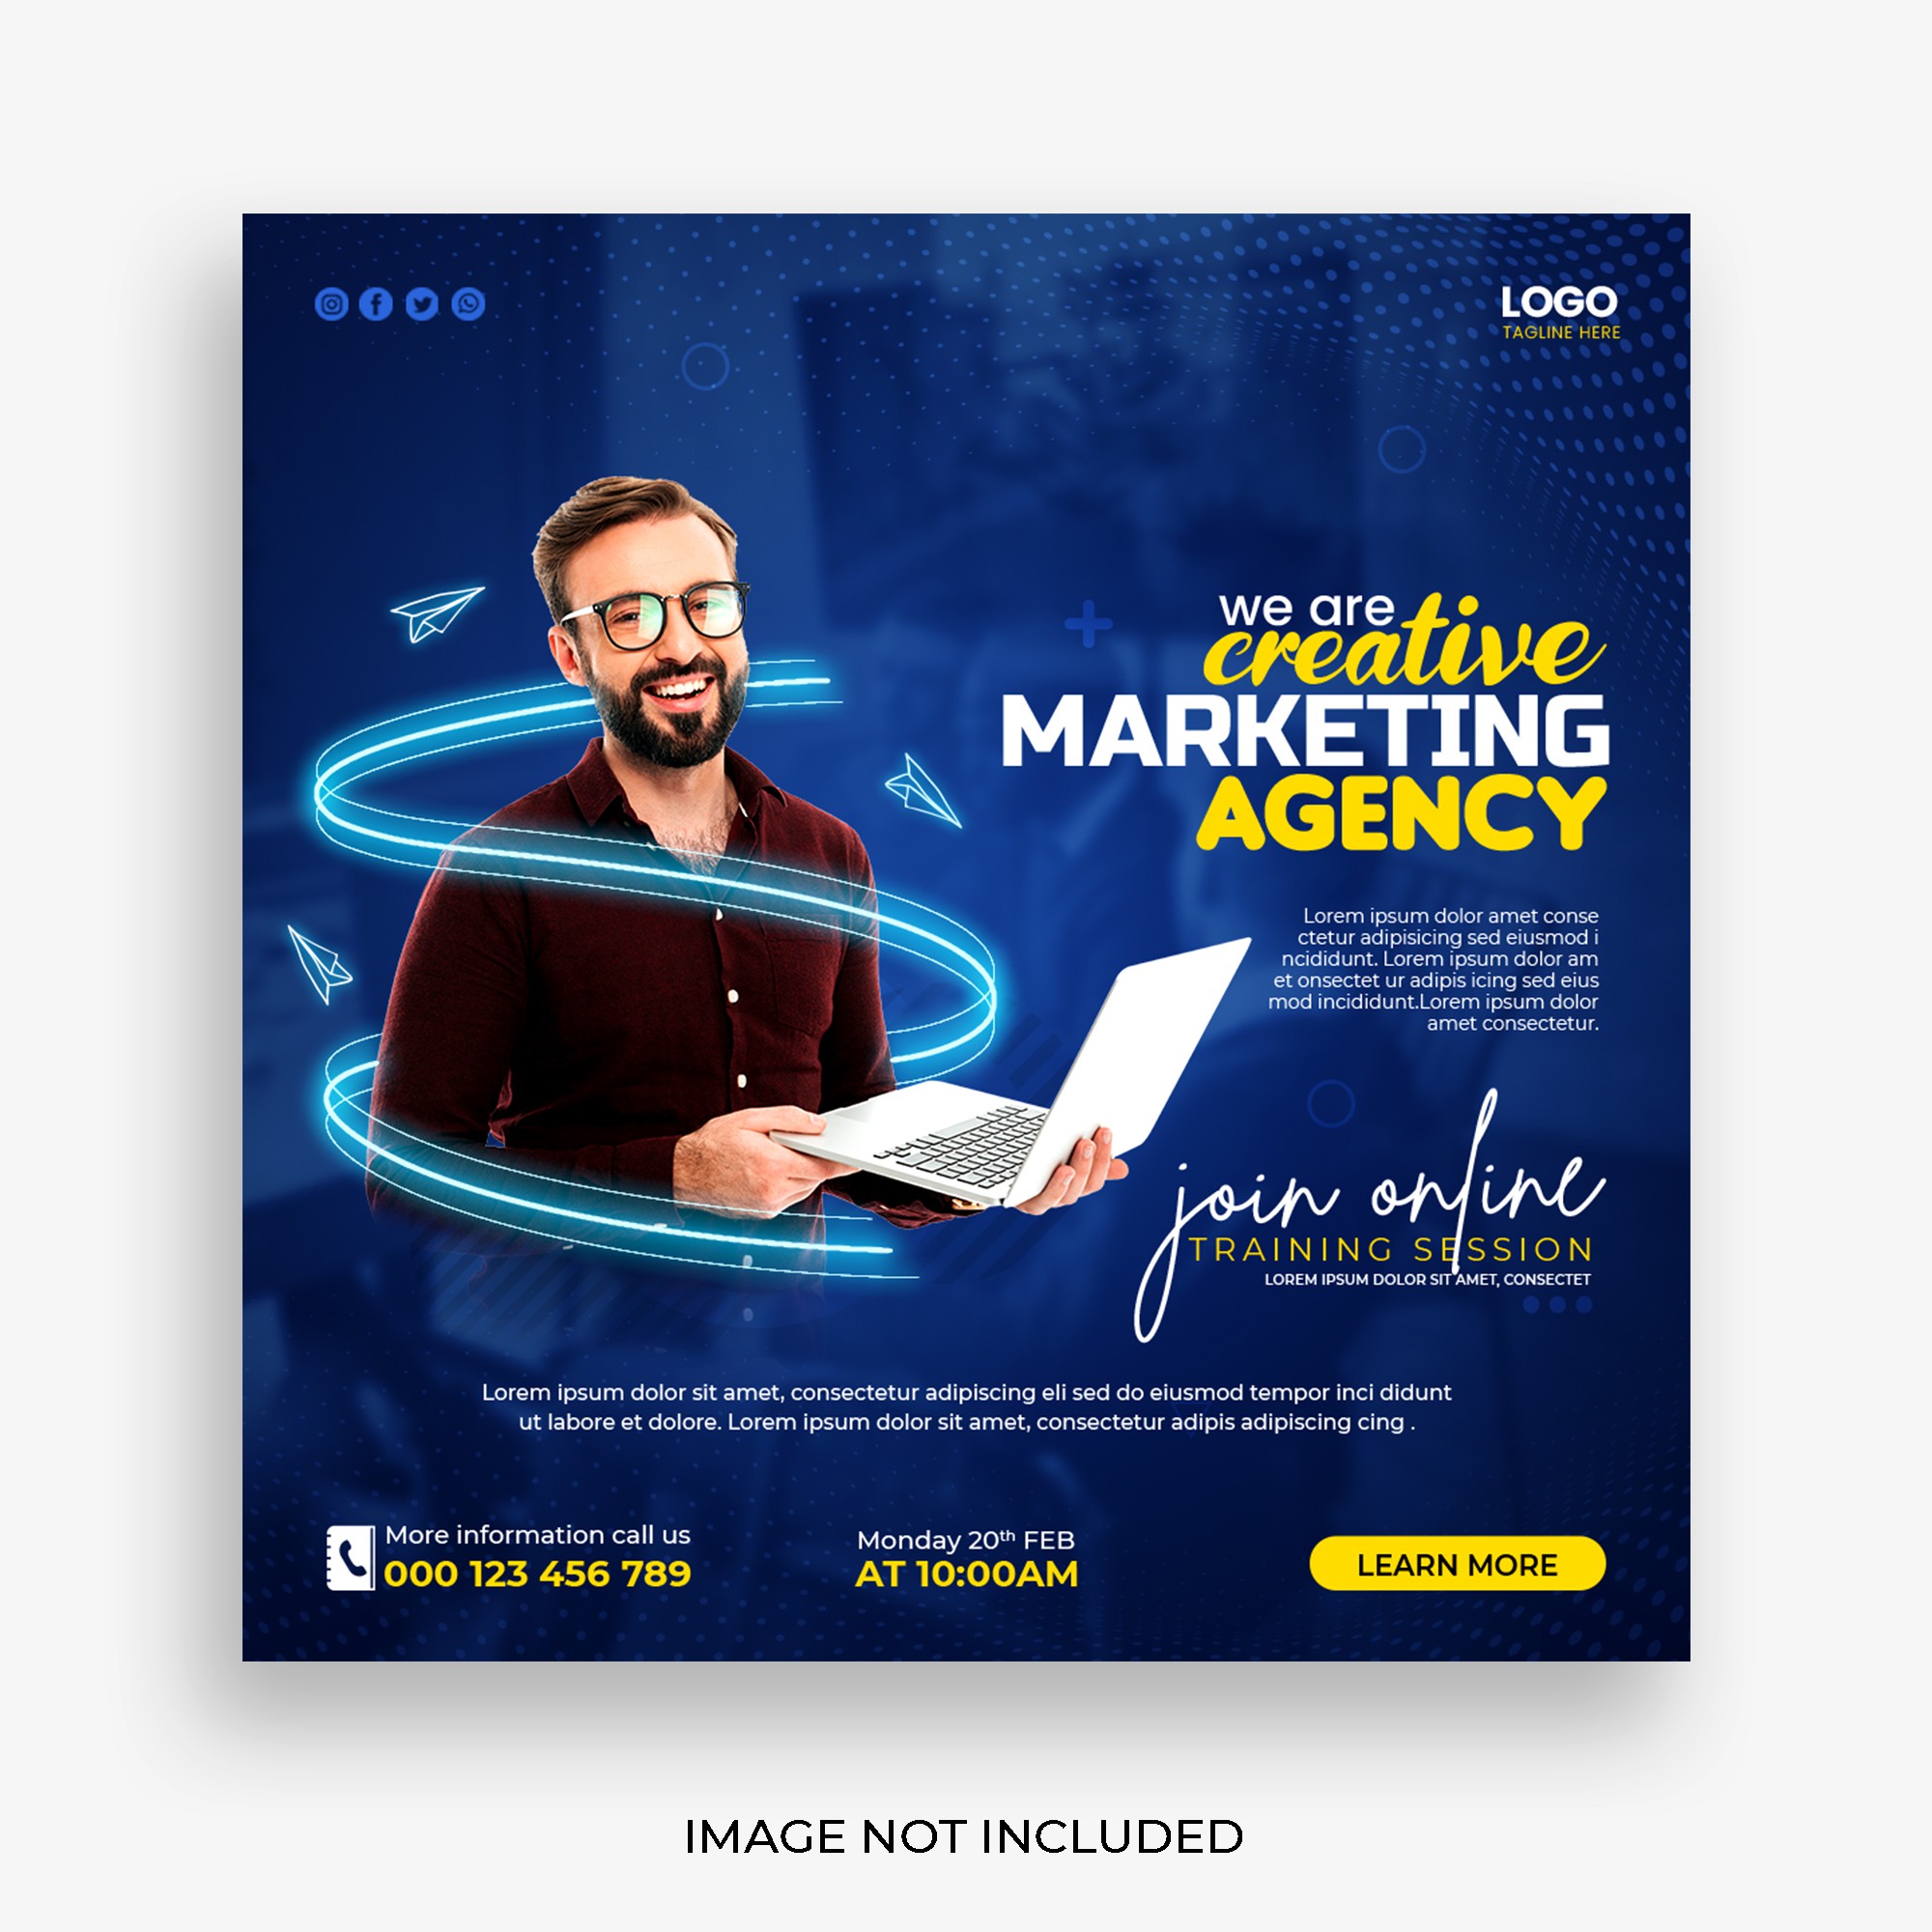 LOGO
TAGLINE HERE
we are
creative
MARKETING
AGENCY
Lorem ipsum dolor amet conse
ctetur adipisicing sed eiusmod i
ncididunt. Lorem ipsum dolor am
et onsectet ur adipis icing sed eius
mod incididunt.Lorem ipsum dolor
amet consectetur.
join online
TRAINING SESSION
LOREM IPSUM DOLOR SIT AMET, CONSECTET
Lorem ipsum dolor sit amet, consectetur adipiscing eli sed do eiusmod tempor inci didunt
ut labore et dolore. Lorem ipsum dolor sit amet, consectetur adipis adipiscing cing .
More information call us
000 123 456 789
Monday 20th FEB
AT 10:00AM
LEARN MORE
IMAGE NOT INCLUDED